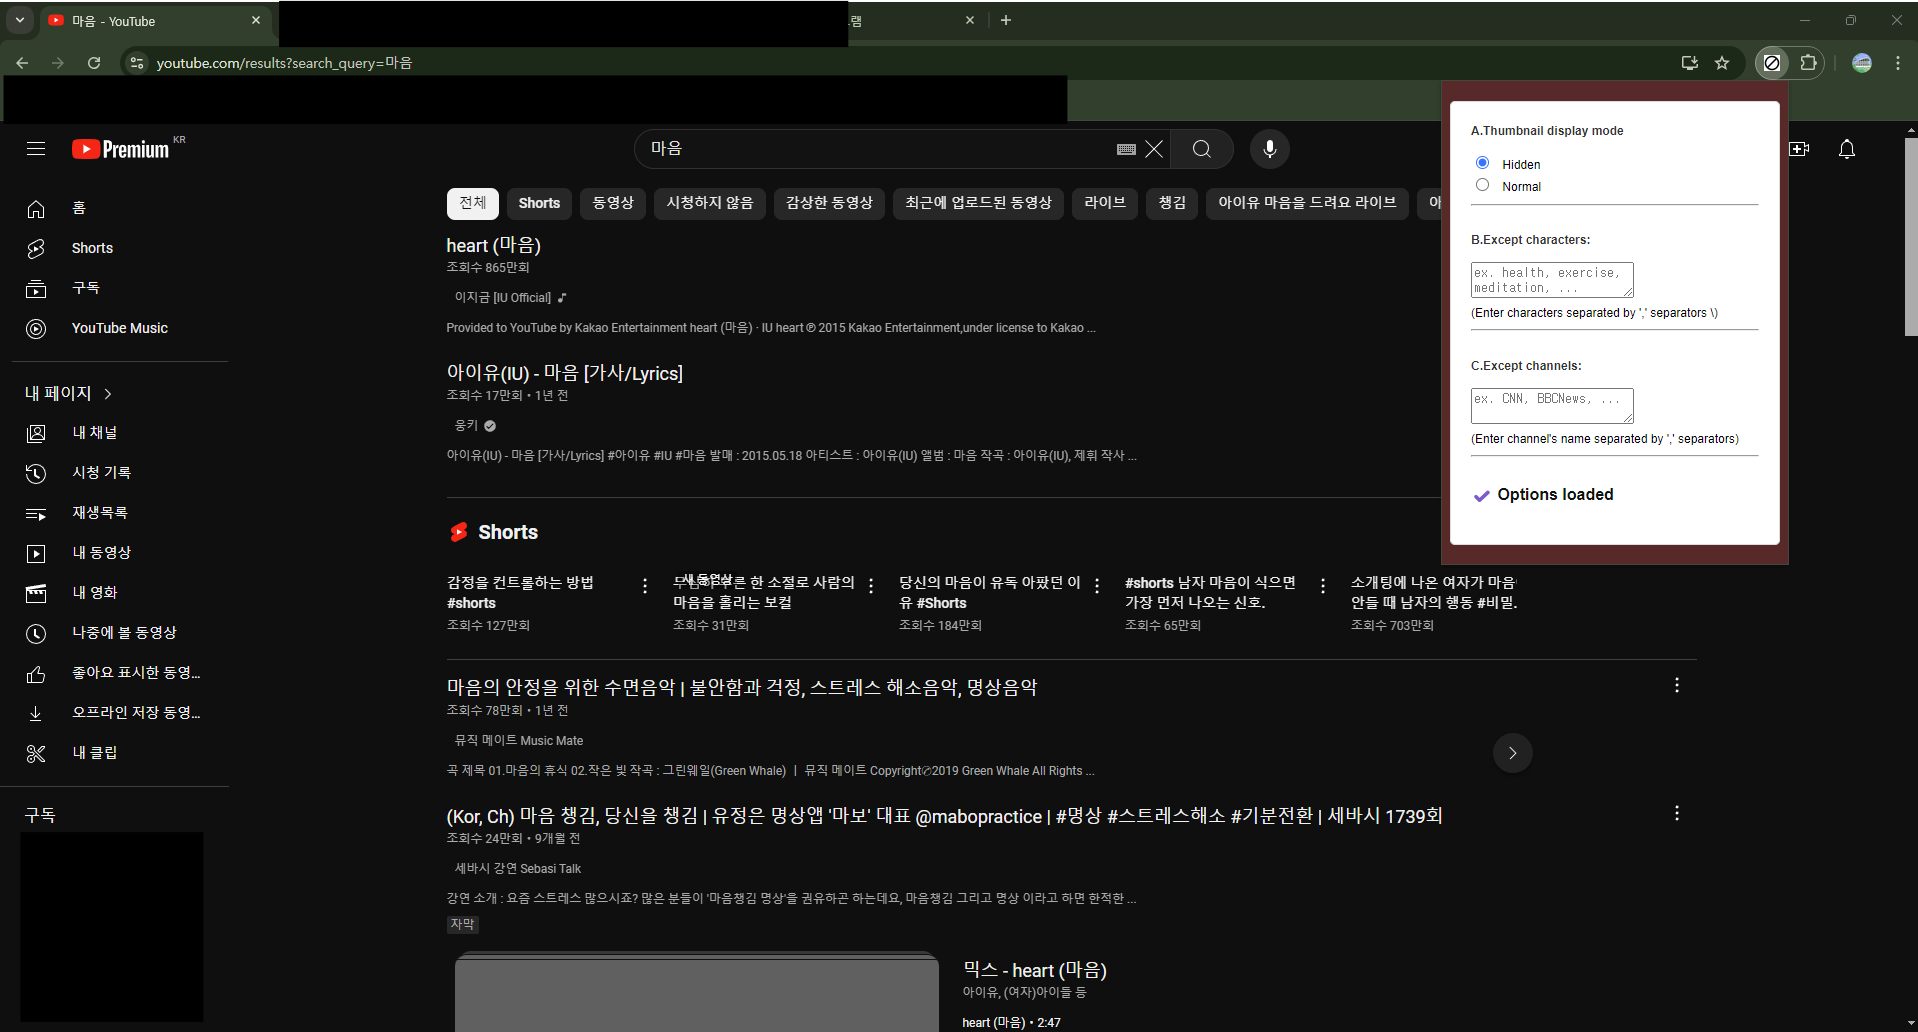 마음 - YouTube
그램
youtube.com/results?search_query=마음
Premium KR
마음
전체
Shorts
동영상
시청하지 않음
감상한 동영상
최근에 업로드된 동영상
라이브
챙김
아이유 마음을 드려요 라이브
홈
Shorts
구독
YouTube Music
내 페이지
내 채널
시청 기록
재생목록
내 동영상
내 영화
나중에 볼 동영상
좋아요 표시한 동영...
오프라인 저장 동영...
내 클립
구독
heart (마음)
조회수 865만회
이지금 [IU Official]
Provided to YouTube by Kakao Entertainment heart (마음) · IU heart ℗ 2015 Kakao Entertainment,under license to Kakao ...
아이유(IU) - 마음 [가사/Lyrics]
조회수 17만회 • 1년 전
웅키
아이유(IU) - 마음 [가사/Lyrics] #아이유 #IU #마음 발매 : 2015.05.18 아티스트 : 아이유(IU) 앨범 : 마음 작곡 : 아이유(IU), 제휘 작사 ...
Shorts
감정을 컨트롤하는 방법
#shorts
조회수 127만회
새 동영상
른 한 소절로 사람의
마음을 홀리는 보컬
조회수 31만회
당신의 마음이 유독 아팠던 이
유 #Shorts
조회수 184만회
#shorts 남자 마음이 식으면
가장 먼저 나오는 신호.
조회수 65만회
소개팅에 나온 여자가 마음
안들 때 남자의 행동 #비밀.
조회수 703만회
마음의 안정을 위한 수면음악 | 불안함과 걱정, 스트레스 해소음악, 명상음악
조회수 78만회 • 1년 전
뮤직 메이트 Music Mate
곡 제목 01.마음의 휴식 02.작은 빛 작곡 : 그린웨일(Green Whale) ㅣ 뮤직 메이트 Copyright⊘2019 Green Whale All Rights ...
(Kor, Ch) 마음 챙김, 당신을 챙김 | 유정은 명상앱 '마보' 대표 @mabopractice | #명상 #스트레스해소 #기분전환 | 세바시 1739회
조회수 24만회 • 9개월 전
세바시 강연 Sebasi Talk
강연 소개 : 요즘 스트레스 많으시죠? 많은 분들이 '마음챙김 명상'을 권유하곤 하는데요, 마음챙김 그리고 명상 이라고 하면 한적한 ...
자막
믹스 - heart (마음)
아이유, (여자)아이들 등
heart (마음) • 2:47
A.Thumbnail display mode
Hidden
Normal
B.Except characters:
ex. health, exercise,
meditation, ...
(Enter characters separated by ',' separators \)
C.Except channels:
ex. CNN, BBCNews, ...
(Enter channel's name separated by ',' separators)
Options loaded